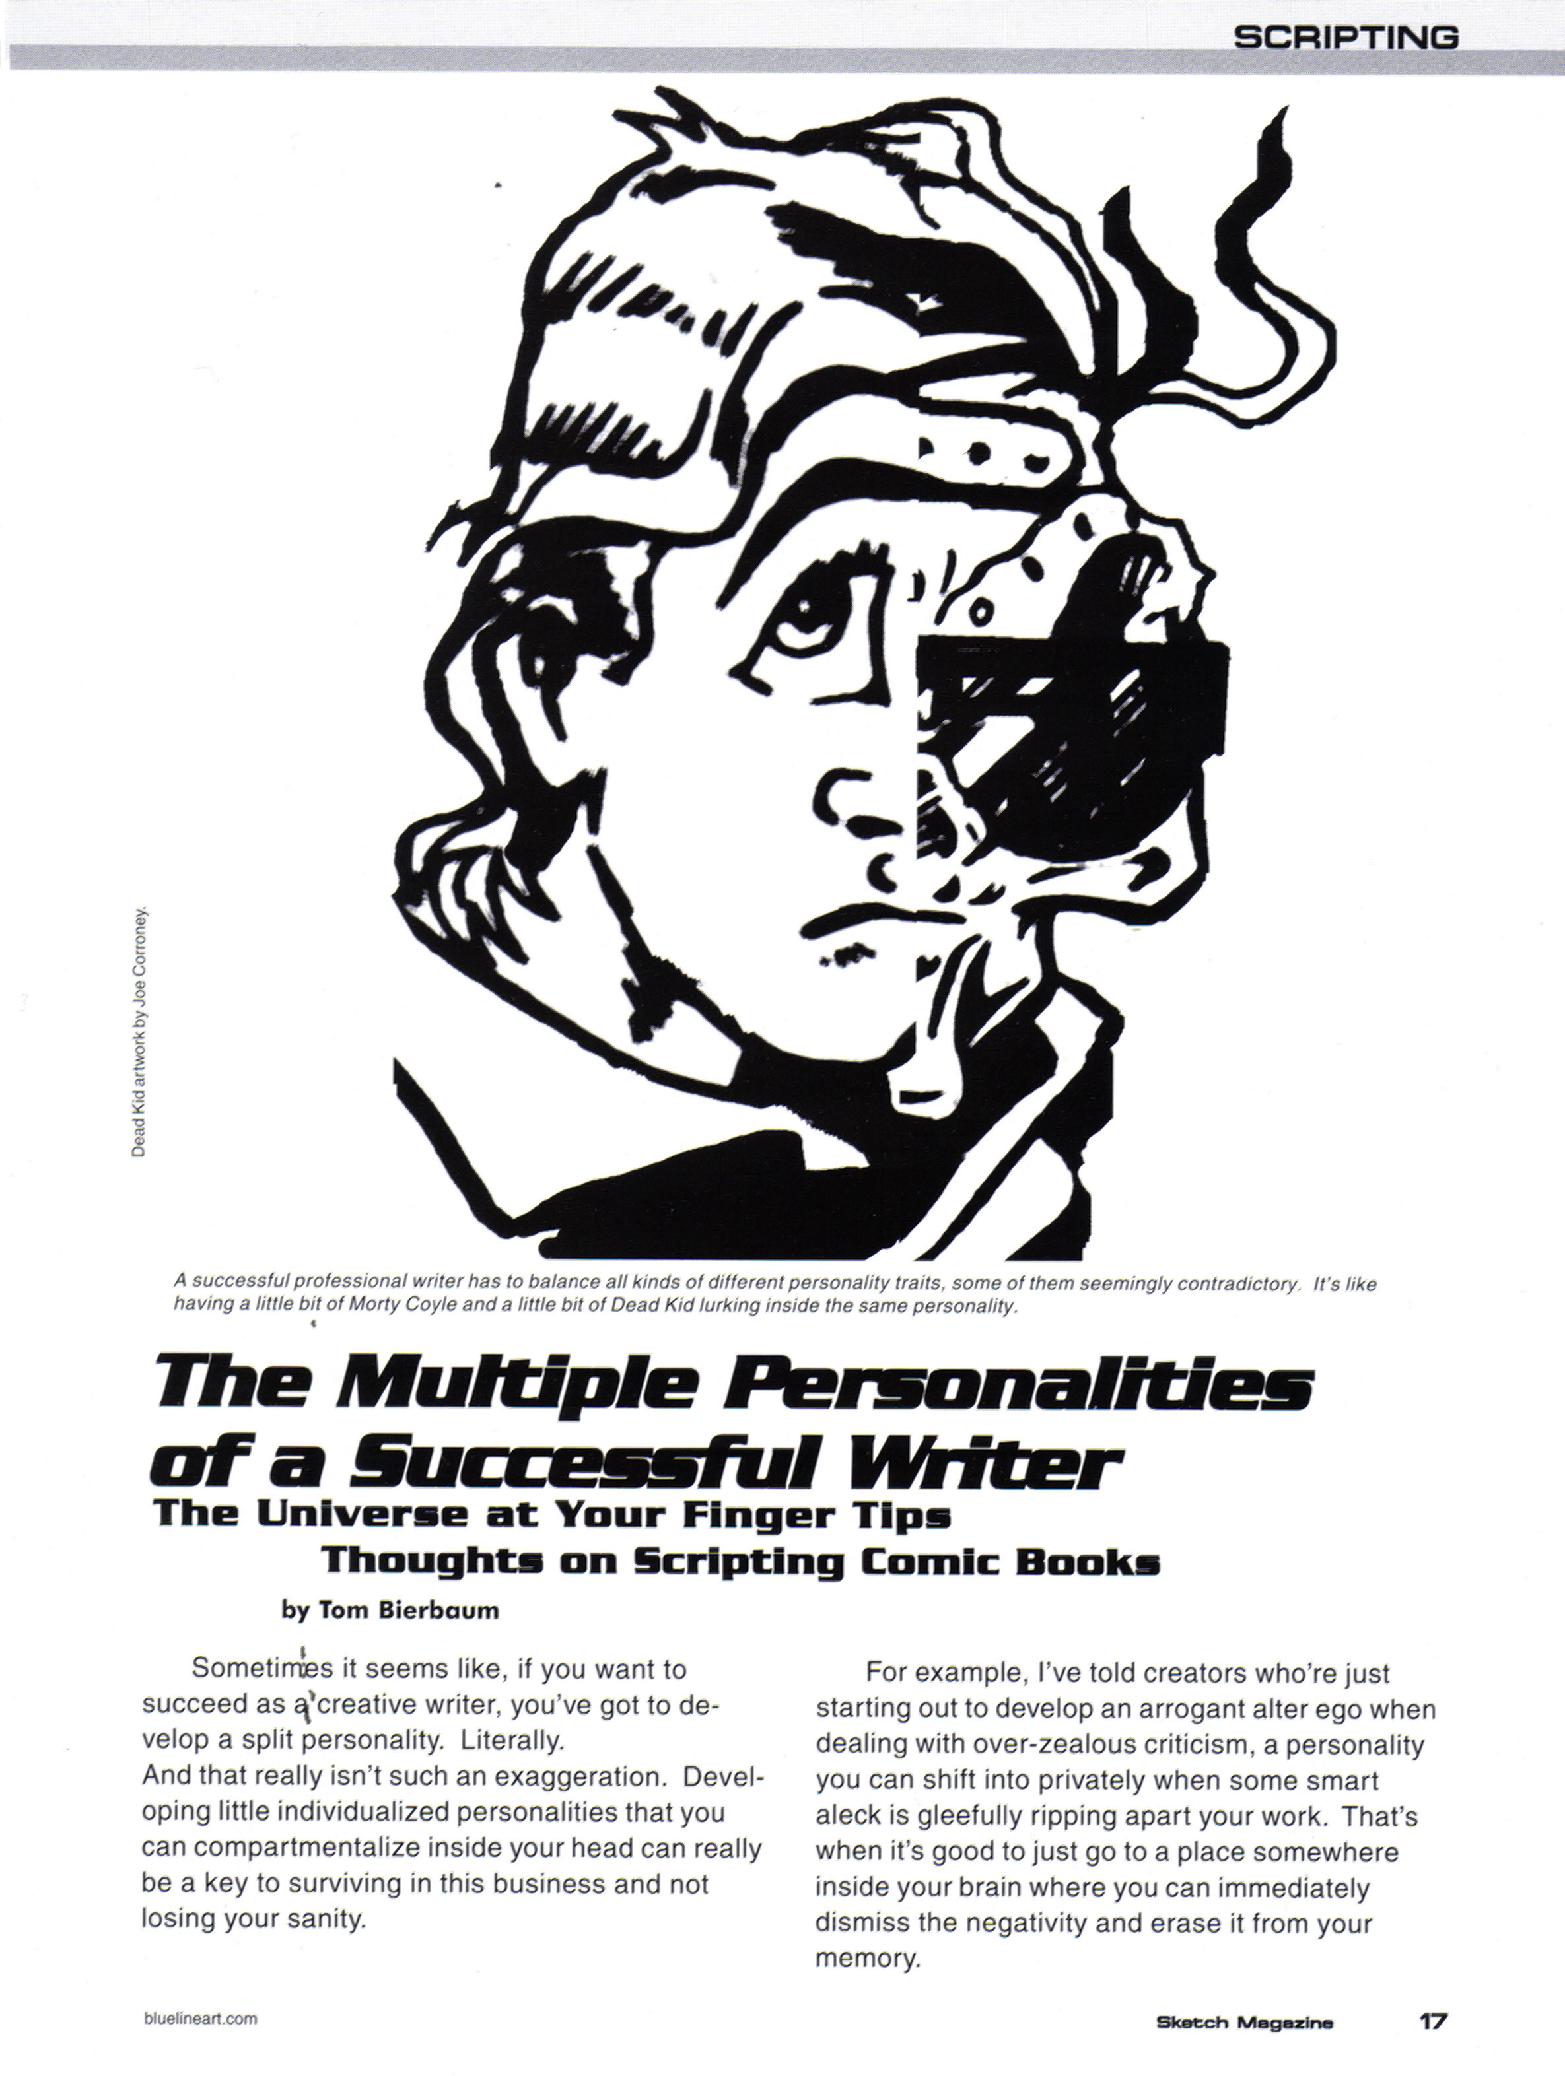 SCRIPTING
Dead Kid artwork by Joe Corroney.
A successful professional writer has to balance all kinds of different personality traits, some of them seemingly contradictory.  It's like
having a little bit of Morty Coyle and a little bit of Dead Kid lurking inside the same personality.
The Multiple Personalities
of a Successful Writer
The Universe at Your Finger Tips
Thoughts on Scripting Comic Books
by Tom Bierbaum
Sometimes it seems like, if you want to
succeed as a creative writer, you've got to de-
velop a split personality.  Literally.
And that really isn't such an exaggeration.  Devel-
oping little individualized personalities that you
can compartmentalize inside your head can really
be a key to surviving in this business and not
losing your sanity.
For example, I've told creators who're just
starting out to develop an arrogant alter ego when
dealing with over-zealous criticism, a personality
you can shift into privately when some smart
aleck is gleefully ripping apart your work.  That's
when it's good to just go to a place somewhere
inside your brain where you can immediately
dismiss the negativity and erase it from your
memory.
bluelineart.com
Sketch Magazine 17